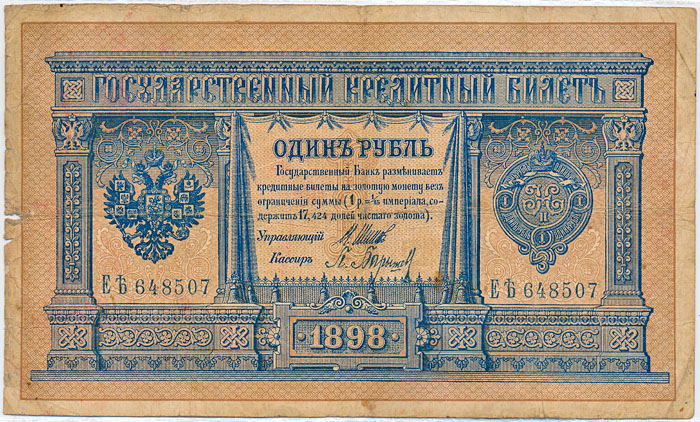 ГОСУДАРСТВЕННЫЙ КРЕДИТНЫЙ БИЛЕТЪ
ОДИНЪ РУБЛЬ
Государственный Банкъ размѣниваетъ
кредитные билеты на золотую монету безъ
ограниченія суммы (1 р.= 1/15 имперіала, со-
держитъ 17,424 долей чистаго золота).
Управляющій
Кассиръ
ЕѢ 648507
ЕѢ 648507
1898